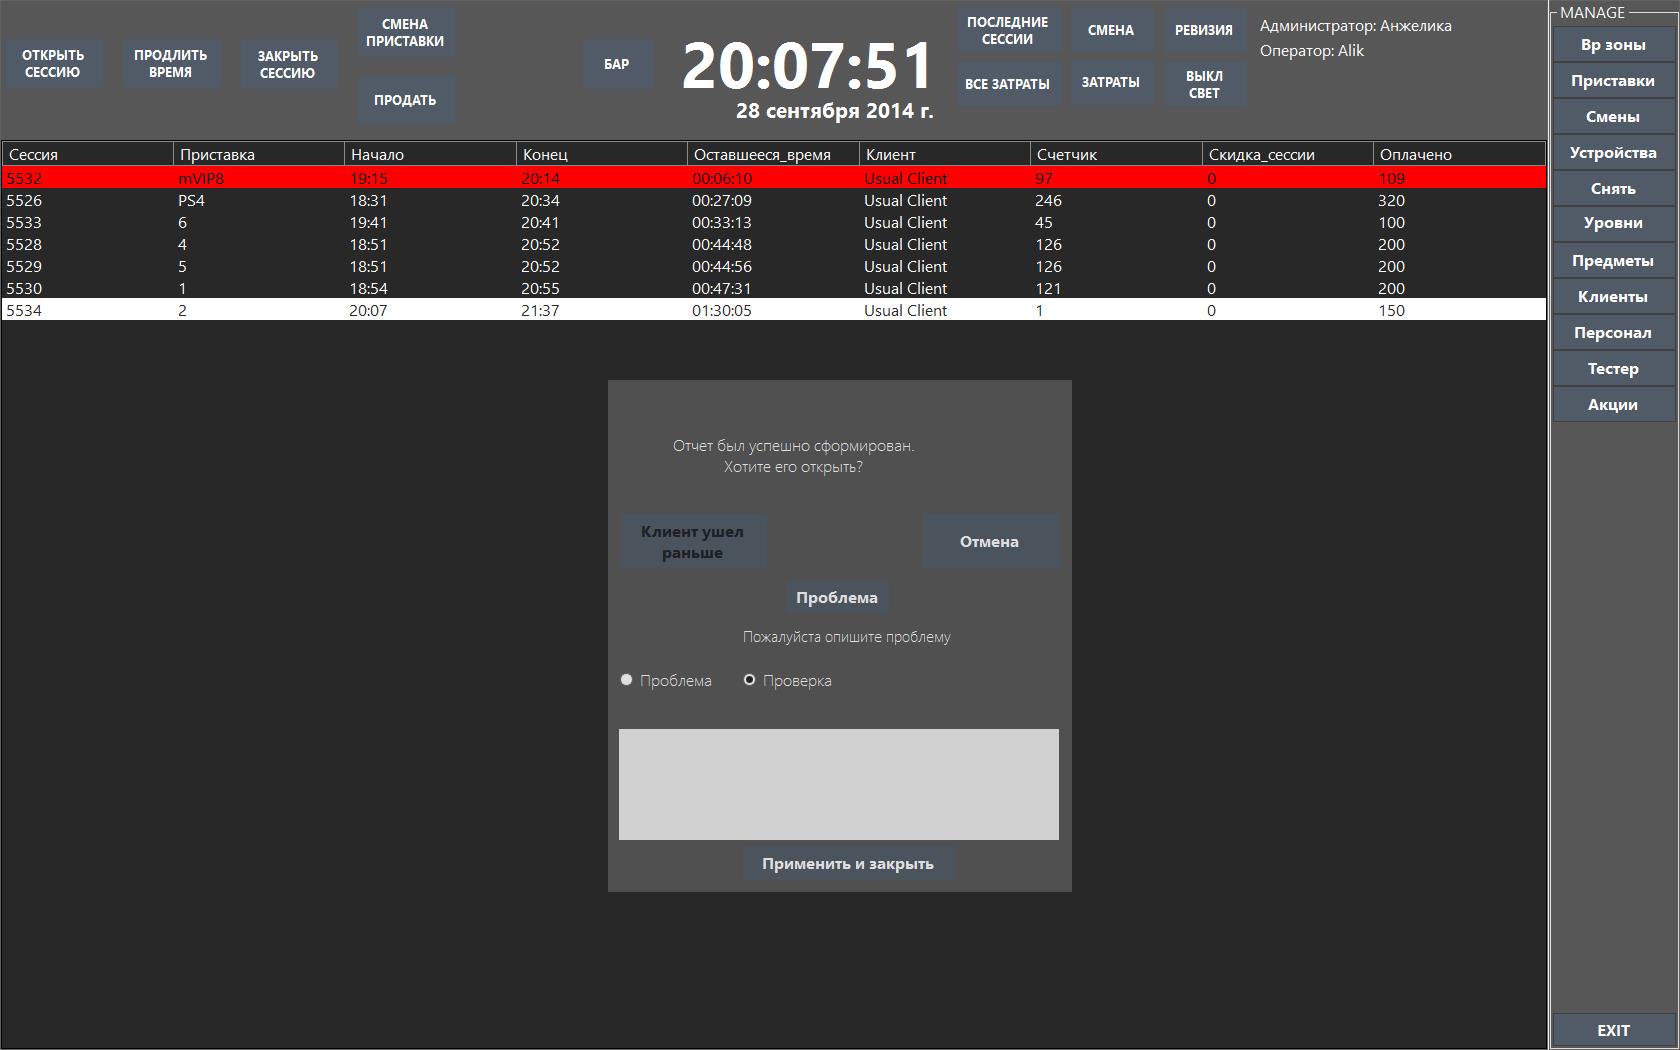 ОТКРЫТЬ
СЕССИЮ
ПРОДЛИТЬ
ВРЕМЯ
ЗАКРЫТЬ
СЕССИЮ
СМЕНА
ПРИСТАВКИ
ПРОДАТЬ
БАР
20:07:51
28 сентября 2014 г.
ПОСЛЕДНИЕ
СЕССИИ
СМЕНА
РЕВИЗИЯ
ВСЕ ЗАТРАТЫ
ЗАТРАТЫ
ВЫКЛ
СВЕТ
Администратор: Анжелика
Оператор: Alik
Сессия Приставка Начало Конец Оставшееся_время Клиент Счетчик Скидка_сессии Оплачено
5532 mVIP8 19:15 20:14 00:06:10 Usual Client 97 0 109
5526 PS4 18:31 20:34 00:27:09 Usual Client 246 0 320
5533 6 19:41 20:41 00:33:13 Usual Client 45 0 100
5528 4 18:51 20:52 00:44:48 Usual Client 126 0 200
5529 5 18:51 20:52 00:44:56 Usual Client 126 0 200
5530 1 18:54 20:55 00:47:31 Usual Client 121 0 200
5534 2 20:07 21:37 01:30:05 Usual Client 1 0 150
Отчет был успешно сформирован.
Хотите его открыть?
Клиент ушел
раньше
Отмена
Проблема
Пожалуйста опишите проблему
Проблема Проверка
Применить и закрыть
MANAGE
Вр зоны
Приставки
Смены
Устройства
Снять
Уровни
Предметы
Клиенты
Персонал
Тестер
Акции
EXIT